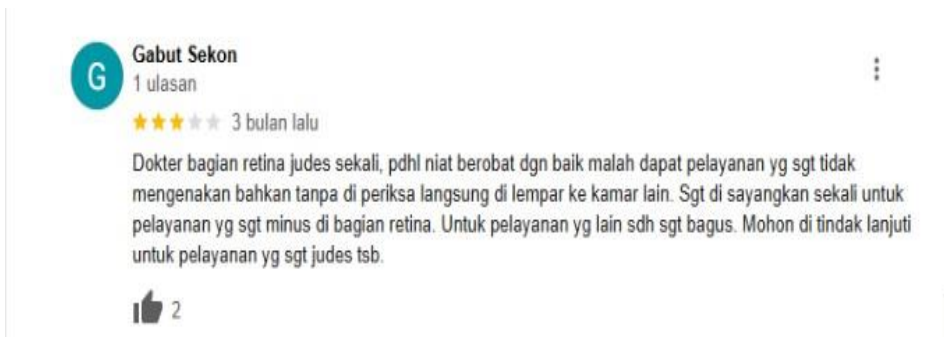 G
Gabut Sekon
1 ulasan
3 bulan lalu
Dokter bagian retina judes sekali, pdhl niat berobat dgn baik malah dapat pelayanan yg sgt tidak
mengenakan bahkan tanpa di periksa langsung di lempar ke kamar lain. Sgt di sayangkan sekali untuk
pelayanan yg sgt minus di bagian retina. Untuk pelayanan yg lain sdh sgt bagus. Mohon di tindak lanjuti
untuk pelayanan yg sgt judes tsb.
2